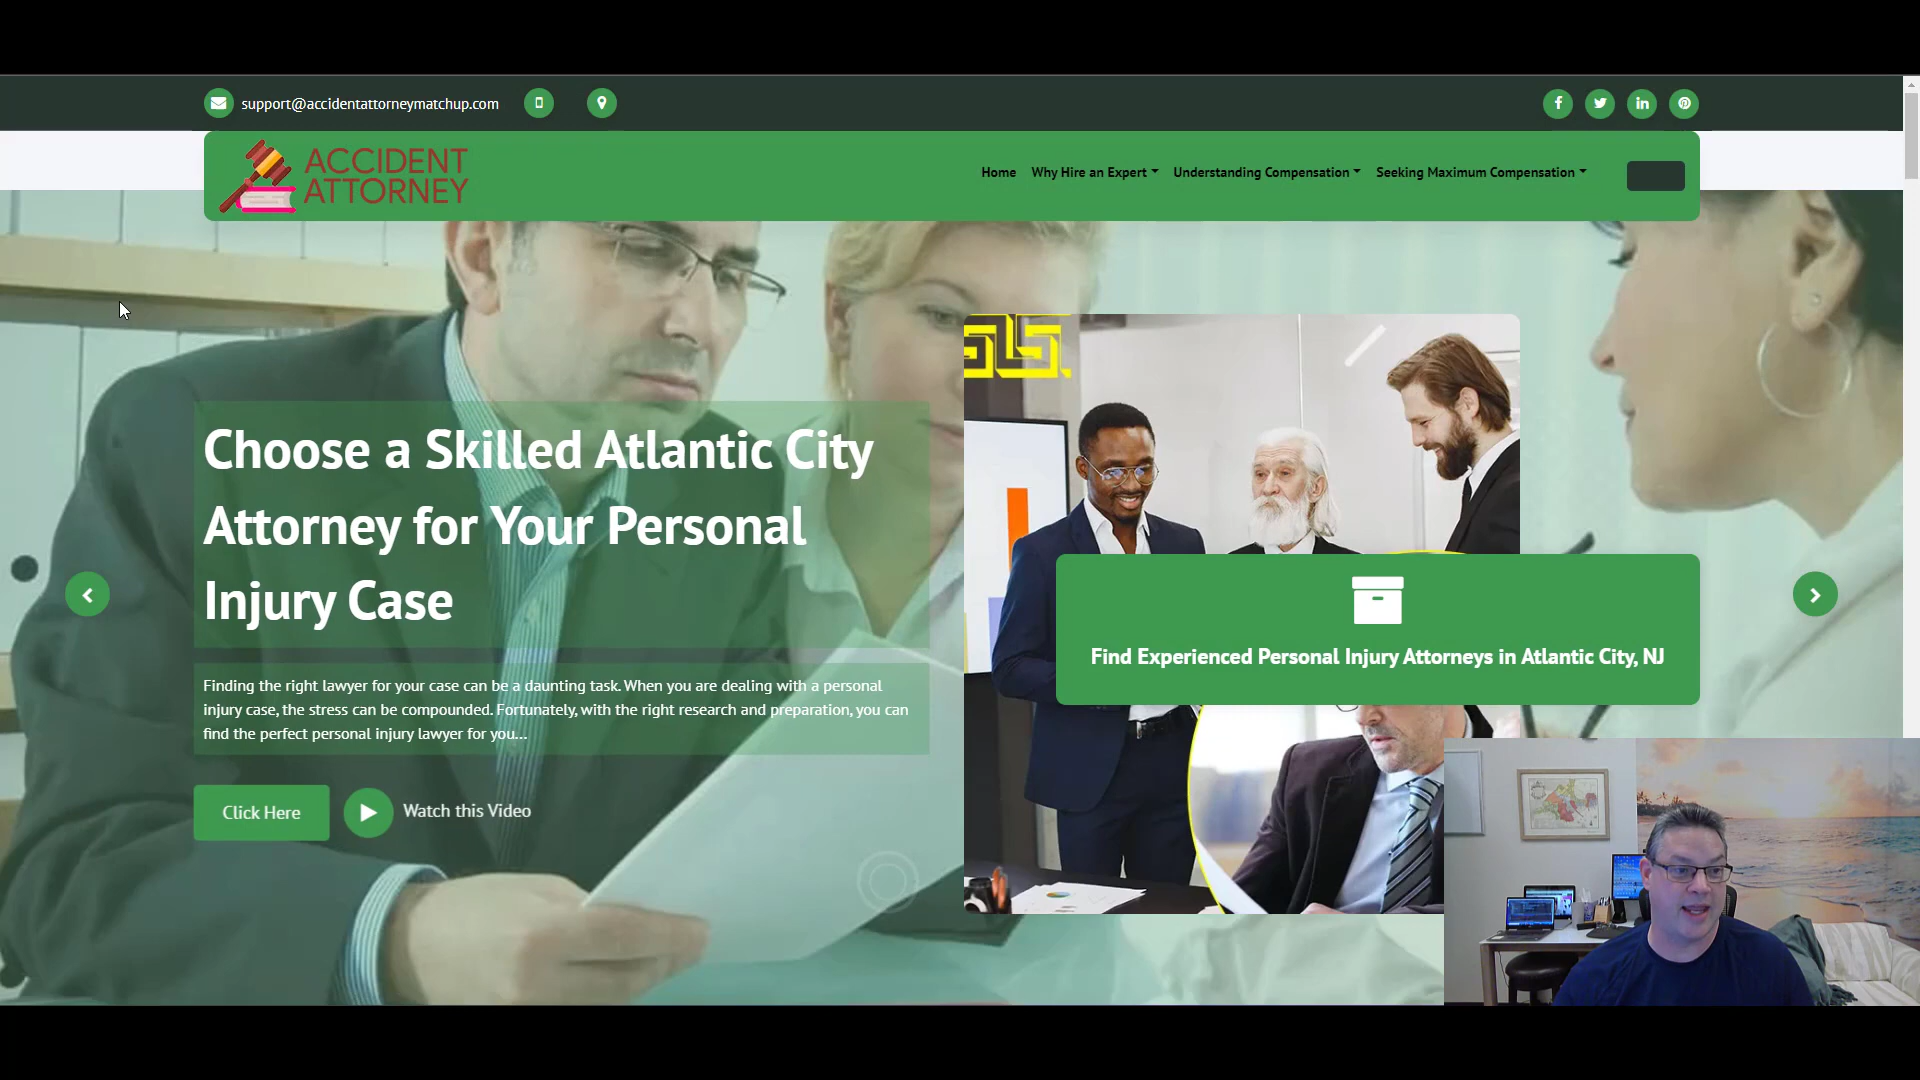 support@accidentattorneymatchup.com
ACCIDENT
ATTORNEY
Home Why Hire an Expert Understanding Compensation Seeking Maximum Compensation
Choose a Skilled Atlantic City
Attorney for Your Personal
Injury Case
Finding the right lawyer for your case can be a daunting task. When you are dealing with a personal
injury case, the stress can be compounded. Fortunately, with the right research and preparation, you can
find the perfect personal injury lawyer for you...
Click Here
Watch this Video
Find Experienced Personal Injury Attorneys in Atlantic City, NJ